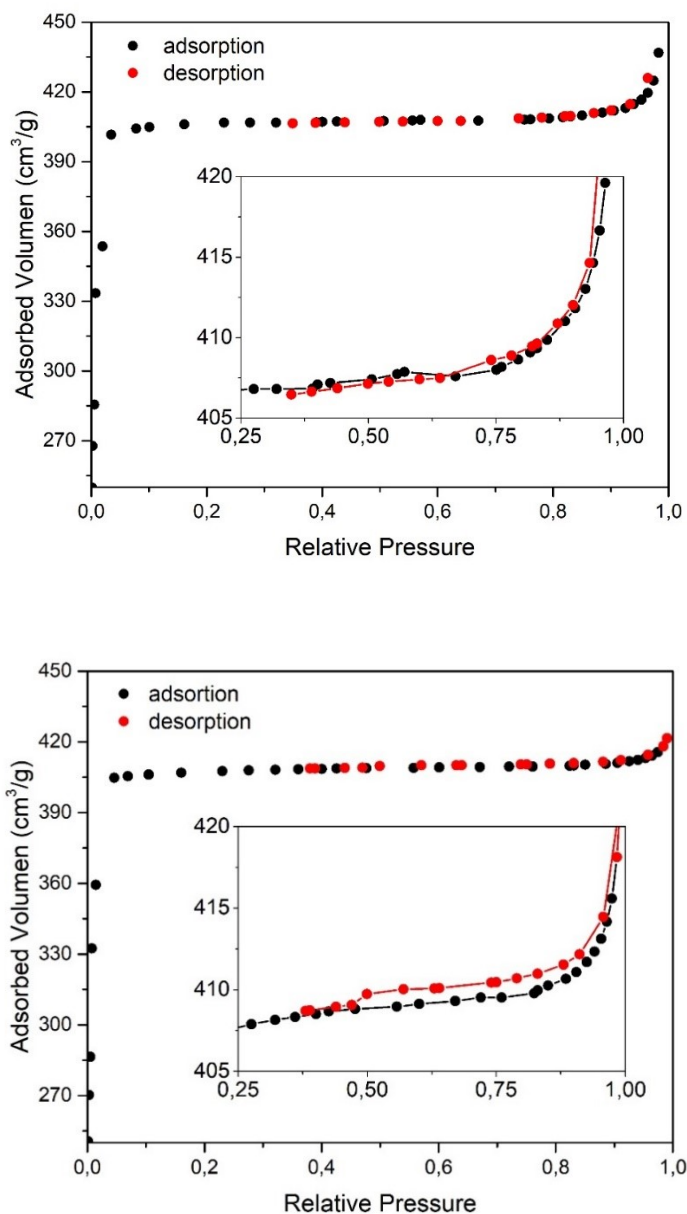 450
adsorption
desorption
420
390
360
330
300
270
Adsorbed Volumen (cm³/g)
420
415
410
405
0,25 0,50 0,75 1,00
0,0 0,2 0,4 0,6 0,8 1,0
Relative Pressure
450
adsortion
desorption
420
390
360
330
300
270
Adsorbed Volumen (cm³/g)
420
415
410
405
0,25 0,50 0,75 1,00
0,0 0,2 0,4 0,6 0,8 1,0
Relative Pressure